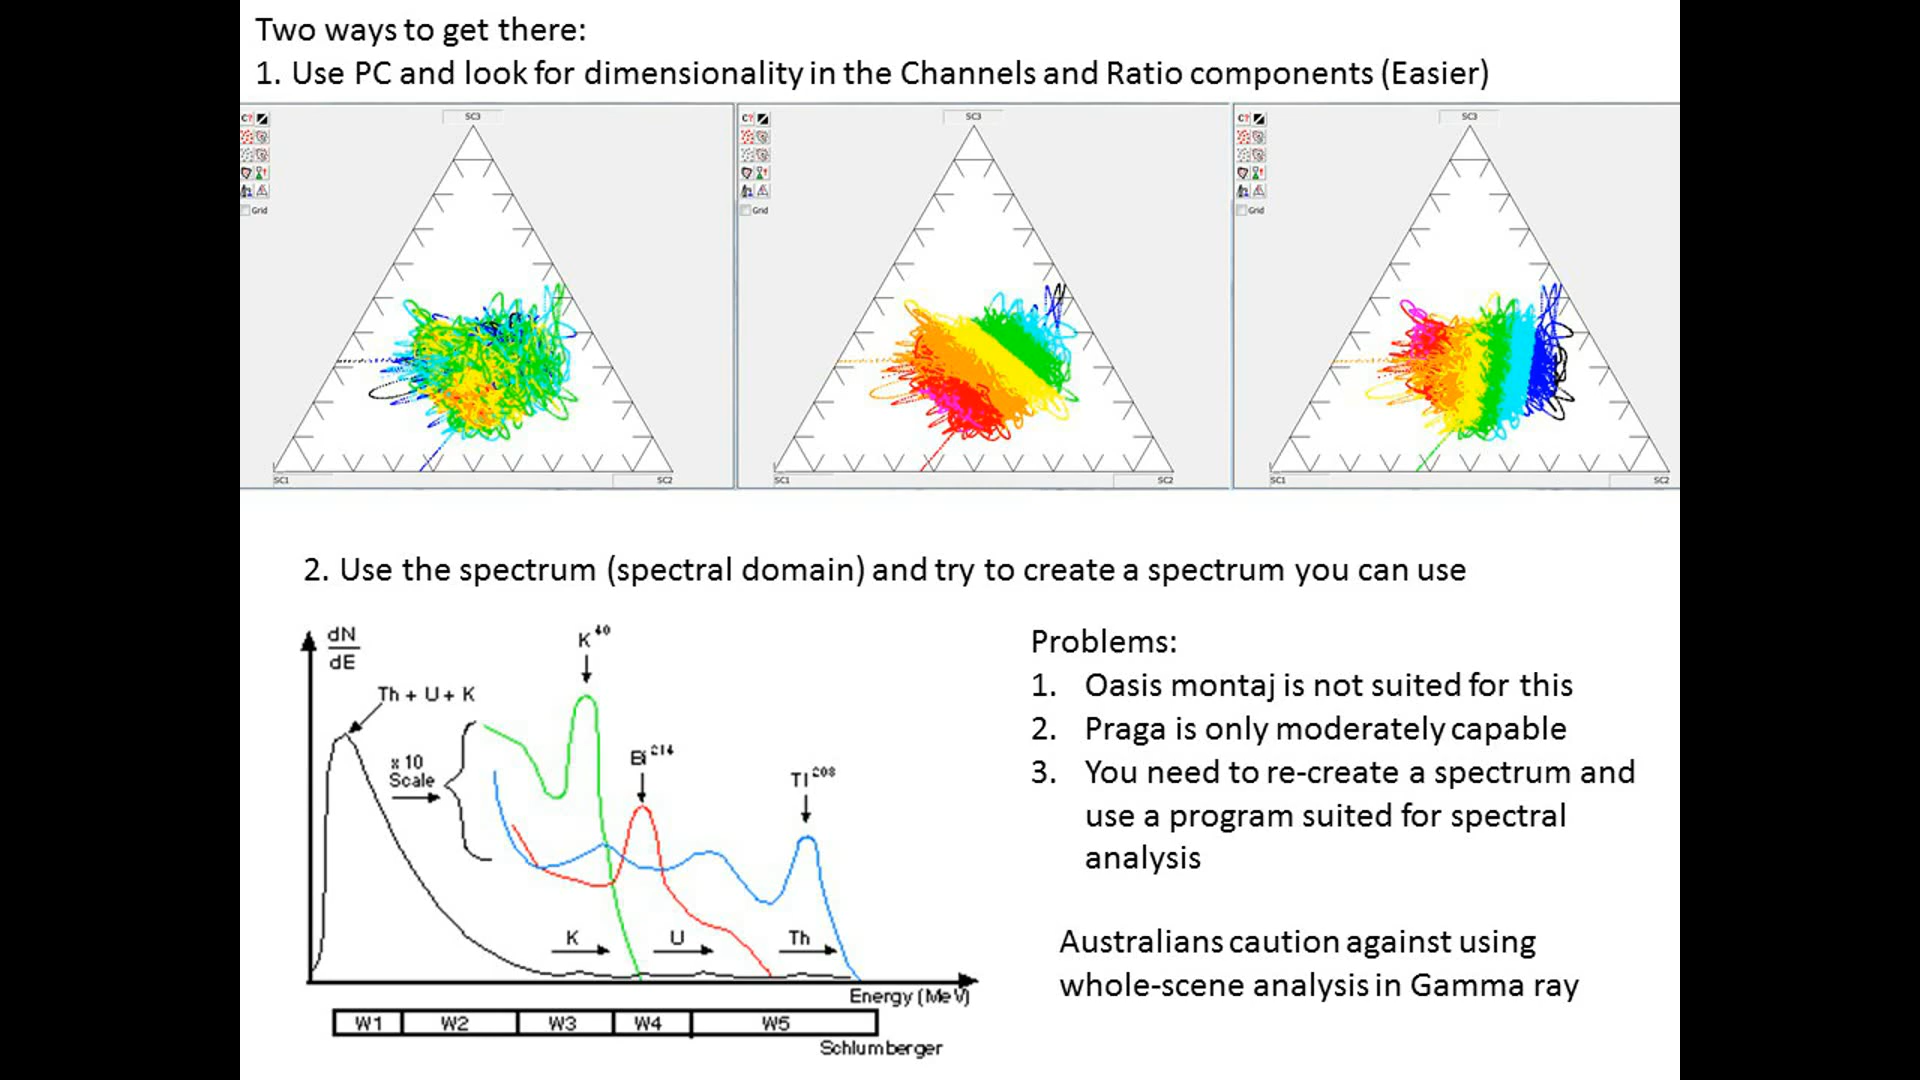 Two ways to get there:
1. Use PC and look for dimensionality in the Channels and Ratio components (Easier)
C?
Grid
SC3
SC1
SC2
C?
Grid
SC3
SC1
SC2
C?
Grid
SC3
SC1
SC2
2. Use the spectrum (spectral domain) and try to create a spectrum you can use
dN
dE
Th + U + K
x 10
Scale
K40
Bi214
Tl208
K
U
Th
Energy (MeV)
W1 W2 W3 W4 W5
Schlumberger
Problems:
1. Oasis montaj is not suited for this
2. Praga is only moderately capable
3. You need to re-create a spectrum and
use a program suited for spectral
analysis
Australians caution against using
whole-scene analysis in Gamma ray